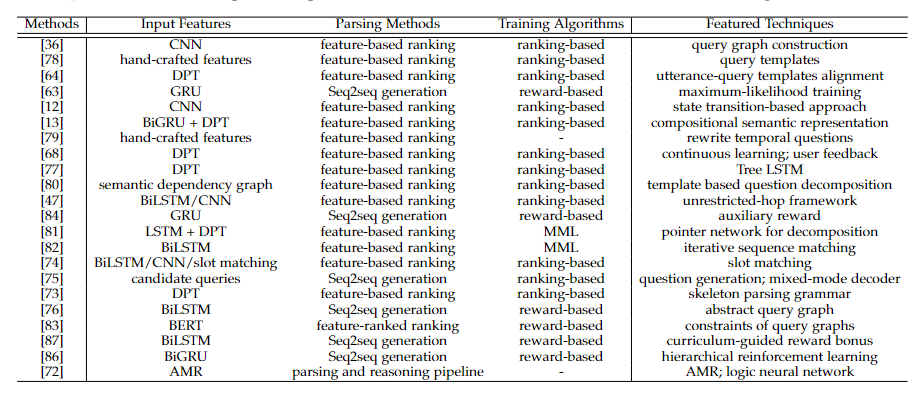 Methods Input Features Parsing Methods Training Algorithms Featured Techniques
[36] CNN feature-based ranking ranking-based query graph construction
[78] hand-crafted features feature-based ranking ranking-based query templates
[64] DPT feature-based ranking ranking-based utterance-query templates alignment
[63] GRU Seq2seq generation reward-based maximum-likelihood training
[12] CNN feature-based ranking ranking-based state transition-based approach
[13] BiGRU + DPT feature-based ranking ranking-based compositional semantic representation
[79] hand-crafted features feature-based ranking - rewrite temporal questions
[68] DPT feature-based ranking ranking-based continuous learning; user feedback
[77] DPT feature-based ranking ranking-based Tree LSTM
[80] semantic dependency graph feature-based ranking ranking-based template based question decomposition
[47] BiLSTM/CNN feature-based ranking ranking-based unrestricted-hop framework
[84] GRU Seq2seq generation reward-based auxiliary reward
[81] LSTM + DPT feature-based ranking MML pointer network for decomposition
[82] BiLSTM feature-based ranking MML iterative sequence matching
[74] BiLSTM/CNN/slot matching feature-based ranking ranking-based slot matching
[75] candidate queries Seq2seq generation ranking-based question generation; mixed-mode decoder
[73] DPT feature-based ranking ranking-based skeleton parsing grammar
[76] BiLSTM Seq2seq generation reward-based abstract query graph
[83] BERT feature-ranked ranking reward-based constraints of query graphs
[87] BiLSTM Seq2seq generation reward-based curriculum-guided reward bonus
[86] BiGRU Seq2seq generation reward-based hierarchical reinforcement learning
[72] AMR parsing and reasoning pipeline - AMR; logic neural network